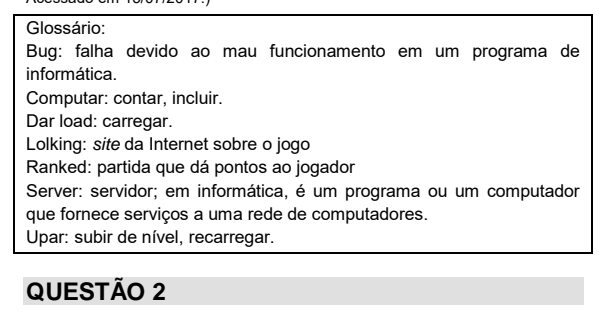 Glossário:
Bug: falha devido ao mau funcionamento em um programa de
informática.
Computar: contar, incluir.
Dar load: carregar.
Lolking: site da Internet sobre o jogo
Ranked: partida que dá pontos ao jogador
Server: servidor; em informática, é um programa ou um computador
que fornece serviços a uma rede de computadores.
Upar: subir de nível, recarregar.
QUESTÃO 2